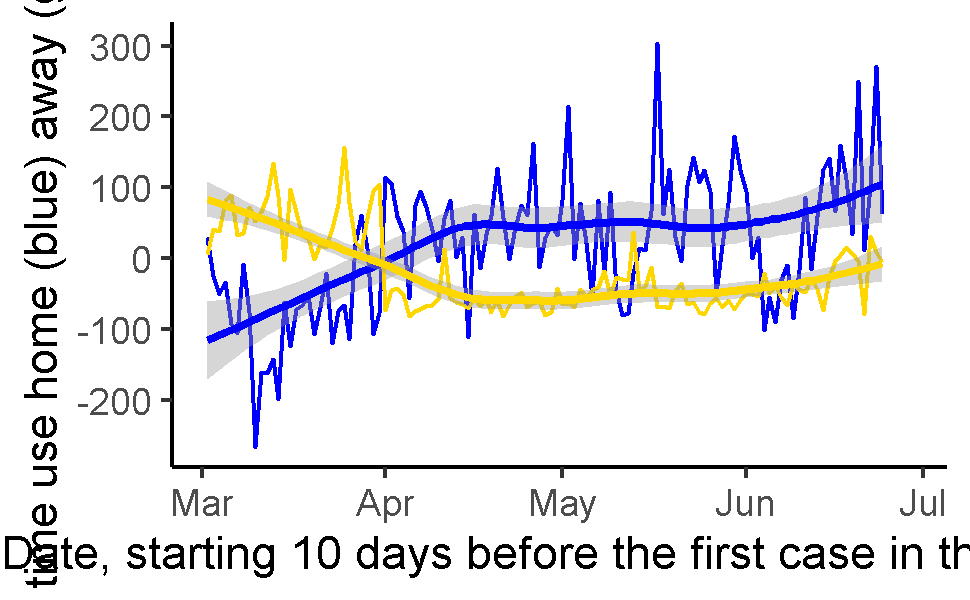 time use home (blue) away (
300
200
100
0
-100
-200
Mar Apr May Jun Jul
Date, starting 10 days before the first case in th